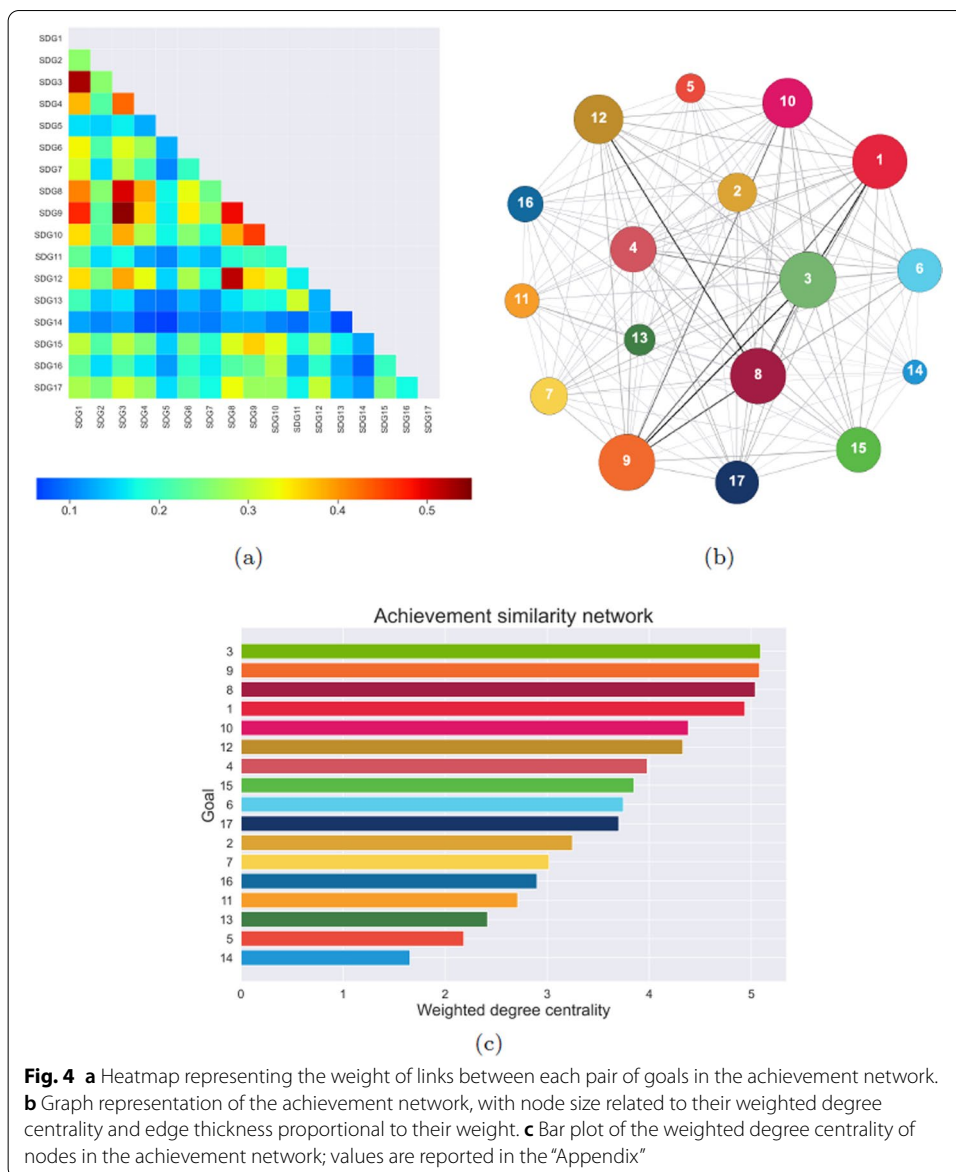 SDG1
SDG2
SDG3
SDG4
SDG5
SDG6
SDG7
SDG8
SDG9
SDG10
SDG11
SDG12
SDG13
SDG14
SDG15
SDG16
SDG17
SDG1 SDG2 SDG3 SDG4 SDG5 SDG6 SDG7 SDG8 SDG9 SDG10 SDG11 SDG12 SDG13 SDG14 SDG15 SDG16 SDG17
0.1 0.2 0.3 0.4 0.5
(a)
5
10
12
1
2
16
4
6
3
11
13
14
8
7
15
9
17
(b)
Achievement similarity network
Goal
3
9
8
1
10
12
4
15
6
17
2
7
16
11
13
5
14
0 1 2 3 4 5
Weighted degree centrality
(c)
Fig. 4 a Heatmap representing the weight of links between each pair of goals in the achievement network.
b Graph representation of the achievement network, with node size related to their weighted degree
centrality and edge thickness proportional to their weight. c Bar plot of the weighted degree centrality of
nodes in the achievement network; values are reported in the “Appendix”